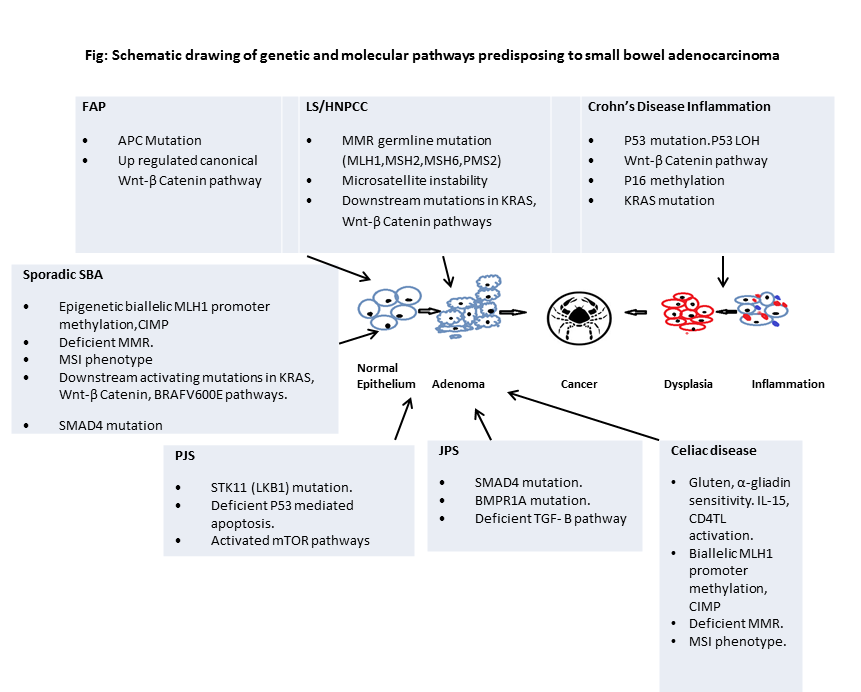 Fig: Schematic drawing of genetic and molecular pathways predisposing to small bowel adenocarcinoma
FAP
• APC Mutation
• Up regulated canonical
Wnt-β Catenin pathway
LS/HNPCC
• MMR germline mutation
(MLH1,MSH2,MSH6,PMS2)
• Microsatellite instability
• Downstream mutations in KRAS,
Wnt-β Catenin pathways
Crohn's Disease Inflammation
• P53 mutation.P53 LOH
• Wnt-β Catenin pathway
• P16 methylation
• KRAS mutation
Sporadic SBA
• Epigenetic biallelic MLH1 promoter
methylation,CIMP
• Deficient MMR.
• MSI phenotype
• Downstream activating mutations in KRAS,
Wnt-β Catenin, BRAFV600E pathways.
• SMAD4 mutation
Normal
Epithelium
Adenoma
Cancer
Dysplasia
Inflammation
PJS
• STK11 (LKB1) mutation.
• Deficient P53 mediated
apoptosis.
• Activated mTOR pathways
JPS
• SMAD4 mutation.
• BMPR1A mutation.
• Deficient TGF- B pathway
Celiac disease
• Gluten, α-gliadin
sensitivity. IL-15,
CD4TL
activation.
• Biallelic MLH1
promoter
methylation,
CIMP
• Deficient MMR.
• MSI phenotype.